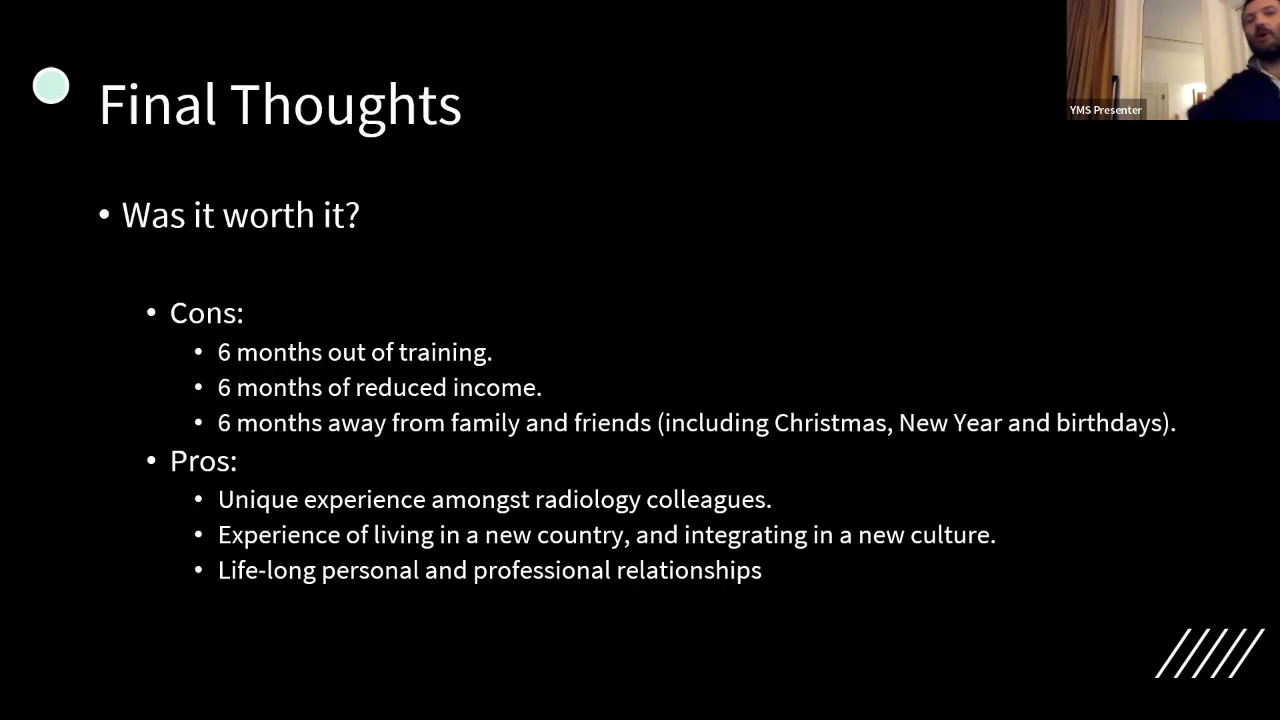 YMS Presenter
Final Thoughts
• Was it worth it?
• Cons:
• 6 months out of training.
• 6 months of reduced income.
• 6 months away from family and friends (including Christmas, New Year and birthdays).
• Pros:
• Unique experience amongst radiology colleagues.
• Experience of living in a new country, and integrating in a new culture.
• Life-long personal and professional relationships